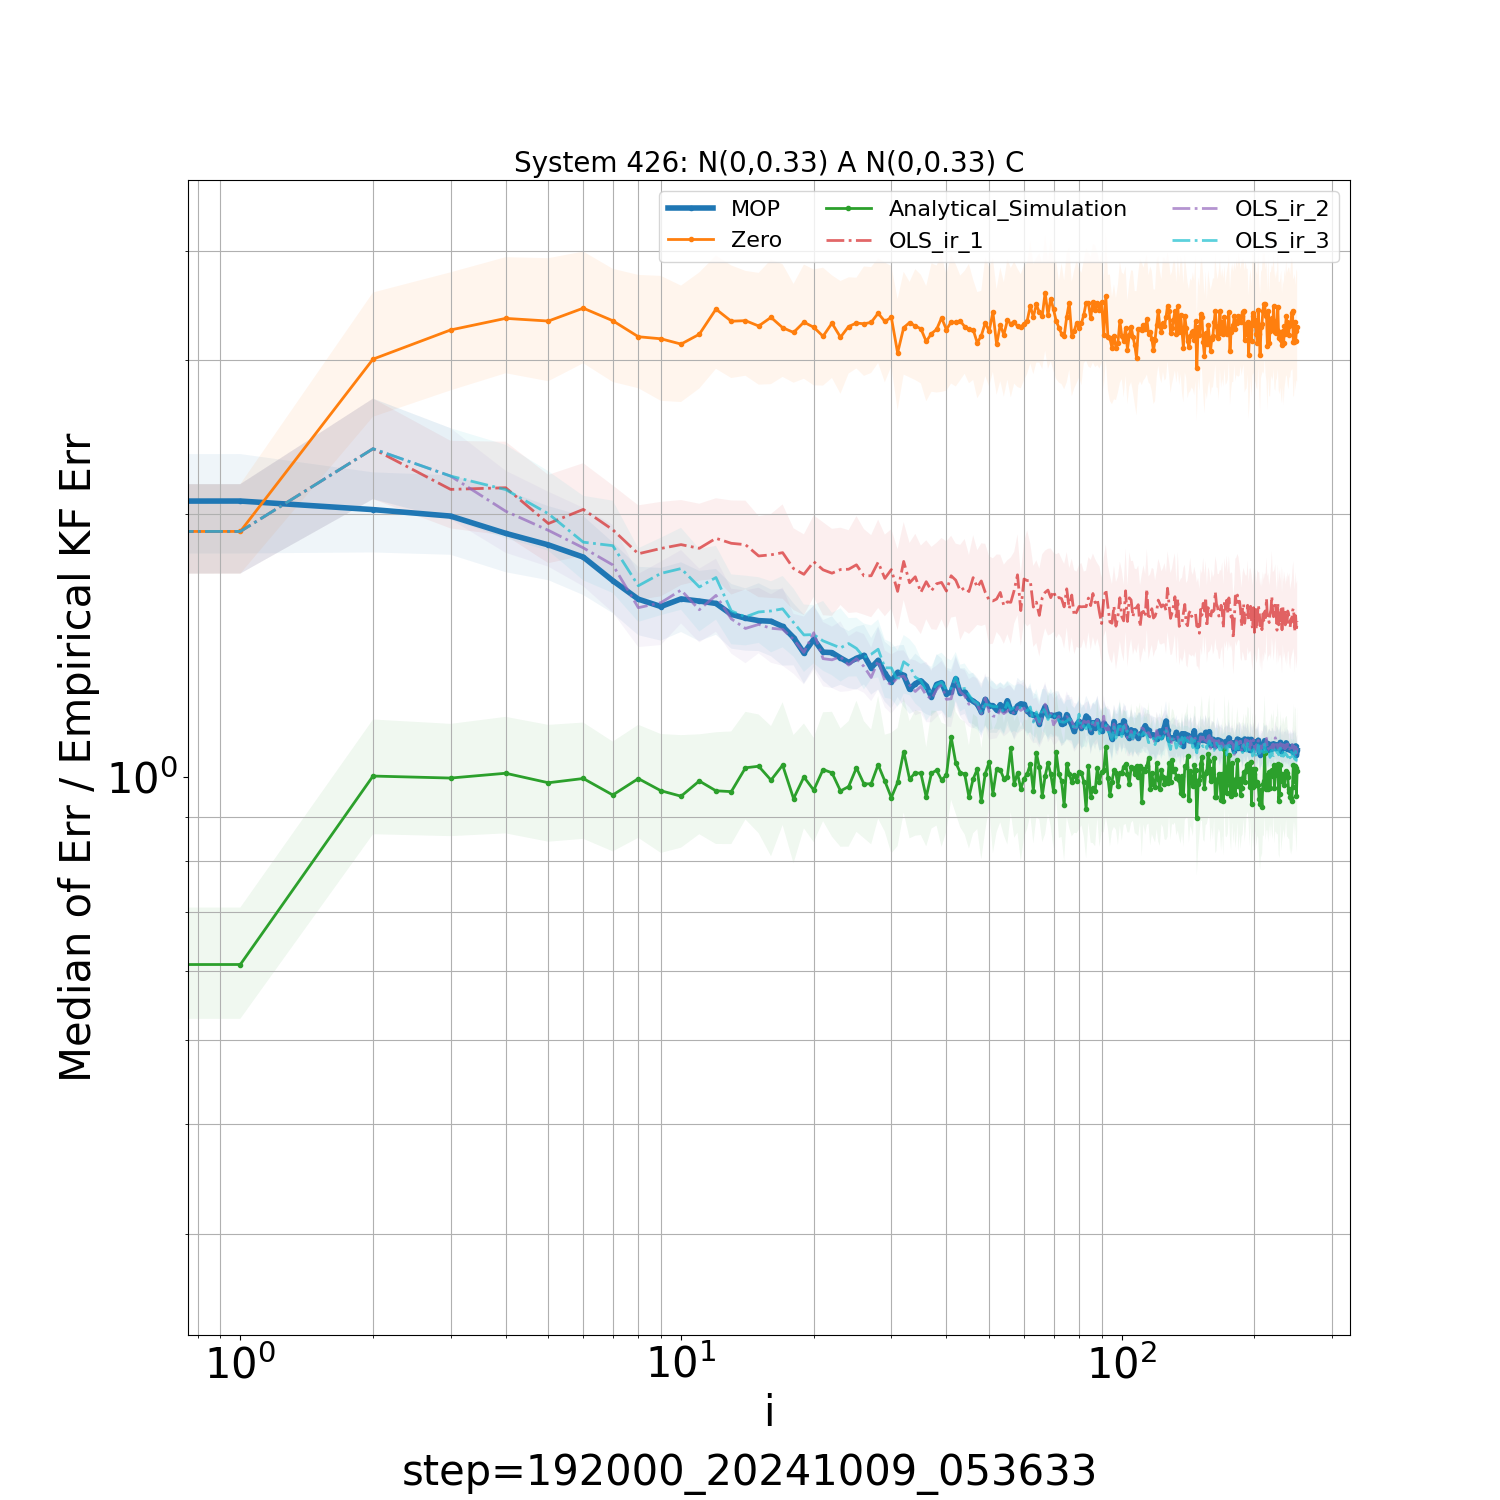 System 426: N(0,0.33) A N(0,0.33) C
MOP
Zero
Analytical_Simulation
OLS_ir_1
OLS_ir_2
OLS_ir_3
Median of Err / Empirical KF Err
10⁰
10⁰ 10¹ 10²
i
step=192000_20241009_053633